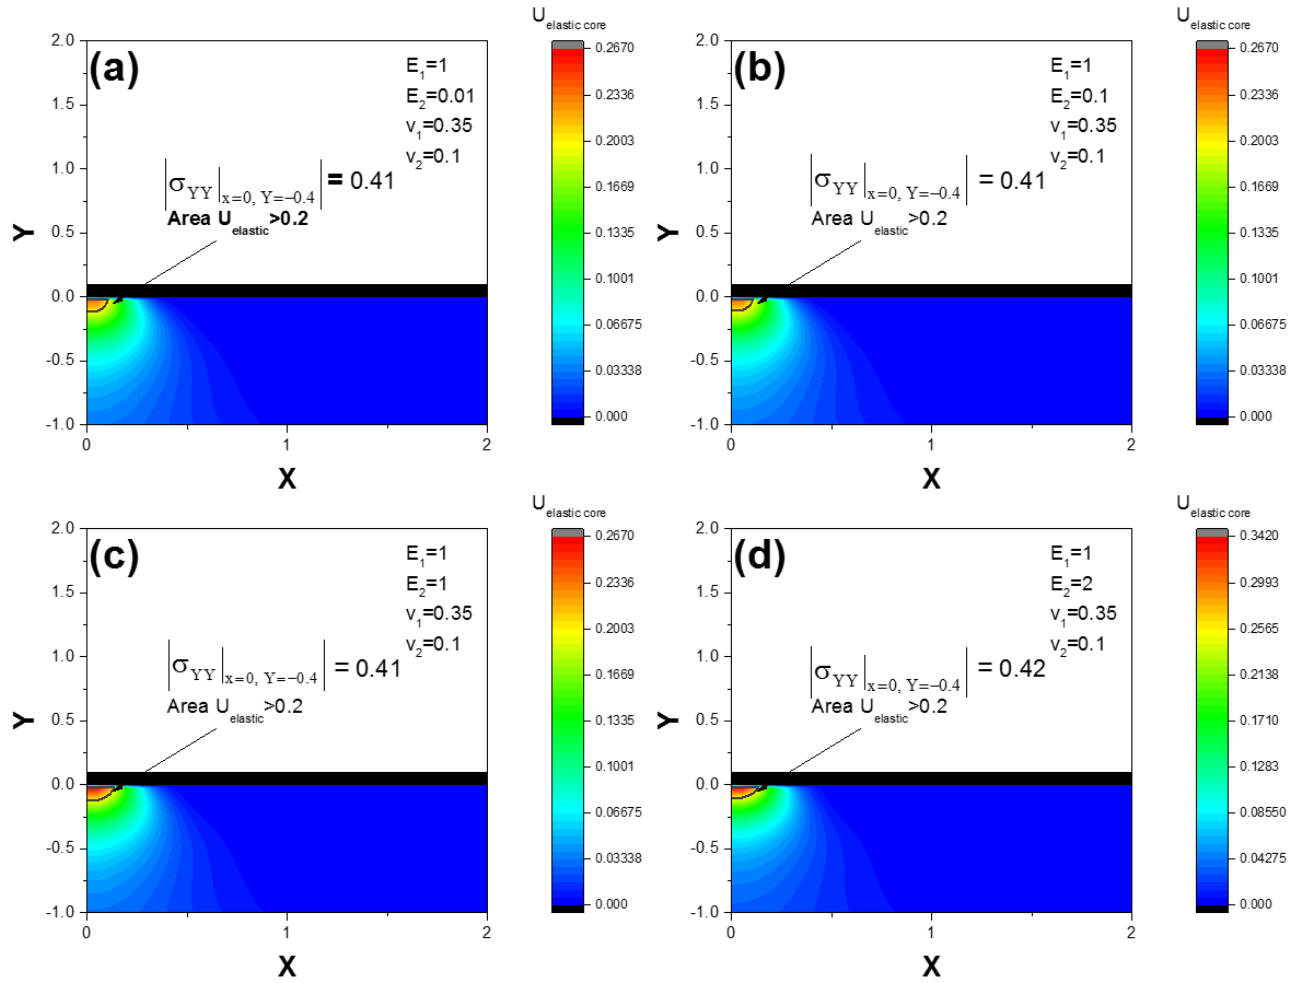 (a)
U elastic core
E1=1
E2=0.01
v1=0.35
v2=0.1
|σYY|x=0, Y=−0.4| = 0.41
Area Uelastic>0.2
Y
2.0
1.5
1.0
0.5
0.0
-0.5
-1.0
0
1
2
X
0.2670
0.2336
0.2003
0.1669
0.1335
0.1001
0.06675
0.03338
0.000
(b)
U elastic core
E1=1
E2=0.1
v1=0.35
v2=0.1
|σYY|x=0, Y=−0.4| = 0.41
Area Uelastic>0.2
Y
2.0
1.5
1.0
0.5
0.0
-0.5
-1.0
0
1
2
X
0.2670
0.2336
0.2003
0.1669
0.1335
0.1001
0.06675
0.03338
0.000
(c)
U elastic core
E1=1
E2=1
v1=0.35
v2=0.1
|σYY|x=0, Y=−0.4| = 0.41
Area Uelastic>0.2
Y
2.0
1.5
1.0
0.5
0.0
-0.5
-1.0
0
1
2
X
0.2670
0.2336
0.2003
0.1669
0.1335
0.1001
0.06675
0.03338
0.000
(d)
U elastic core
E1=1
E2=2
v1=0.35
v2=0.1
|σYY|x=0, Y=−0.4| = 0.42
Area Uelastic>0.2
Y
2.0
1.5
1.0
0.5
0.0
-0.5
-1.0
0
1
2
X
0.3420
0.2993
0.2565
0.2138
0.1710
0.1283
0.08550
0.04275
0.000